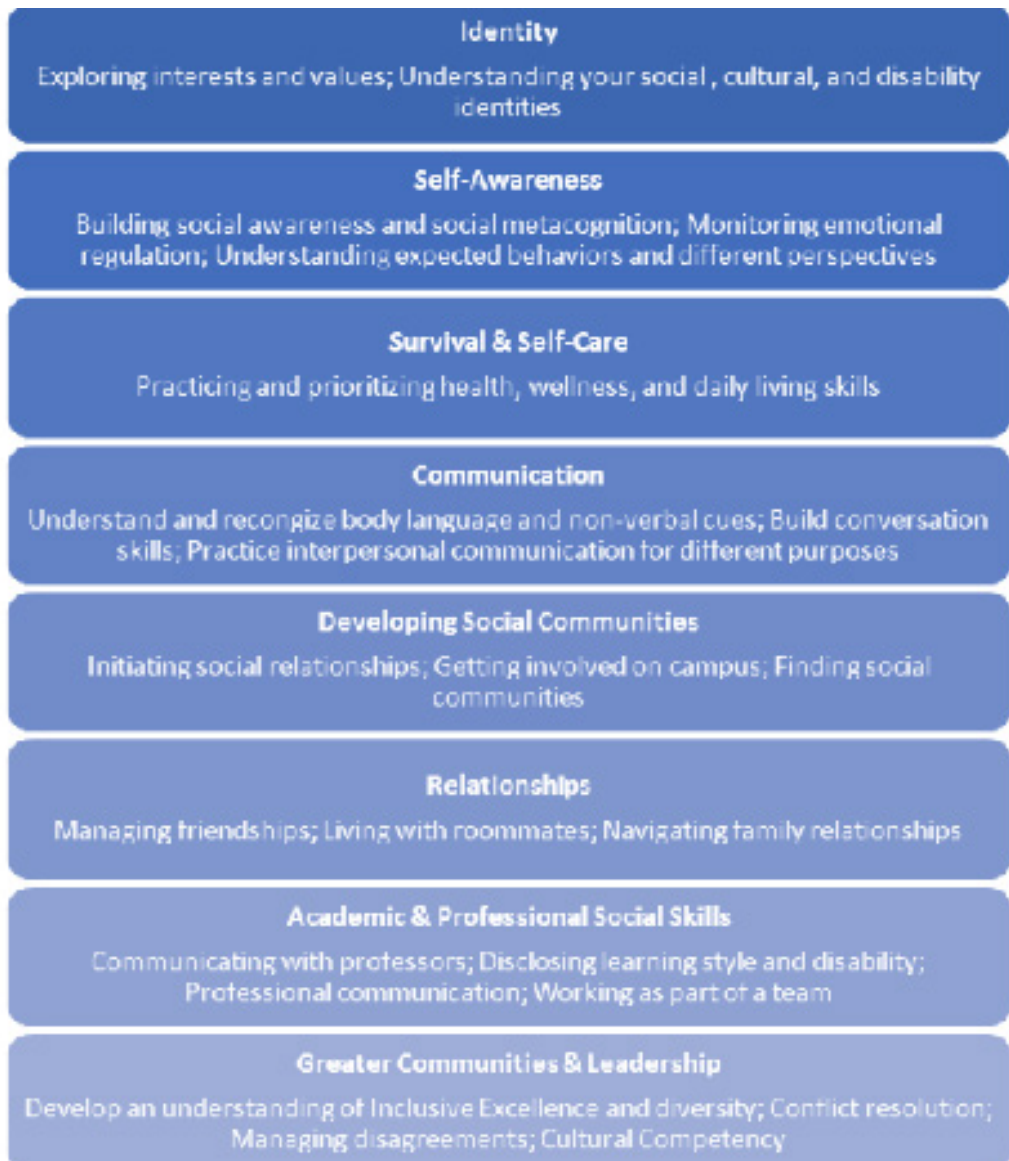 Identity
Exploring interests and values; Understanding your social , cultural, and disability
identities
Self-Awareness
Building social awareness and social metacognition; Monitoring emotional
regulation; Understanding expected behaviors and different perspectives
Survival & Self-Care
Practicing and prioritizing health, wellness, and daily living skills
Communication
Understand and recongize body language and non-verbal cues; Build conversation
skills; Practice interpersonal communication for different purposes
Developing Social Communities
Initiating social relationships; Getting involved on campus; Finding social
communities
Relationships
Managing friendships; Living with roommates; Navigating family relationships
Academic & Professional Social Skills
Communicating with professors; Disclosing learning style and disability;
Professional communication; Working as part of a team
Greater Communities & Leadership
Develop an understanding of Inclusive Excellence and diversity; Conflict resolution;
Managing disagreements; Cultural Competency